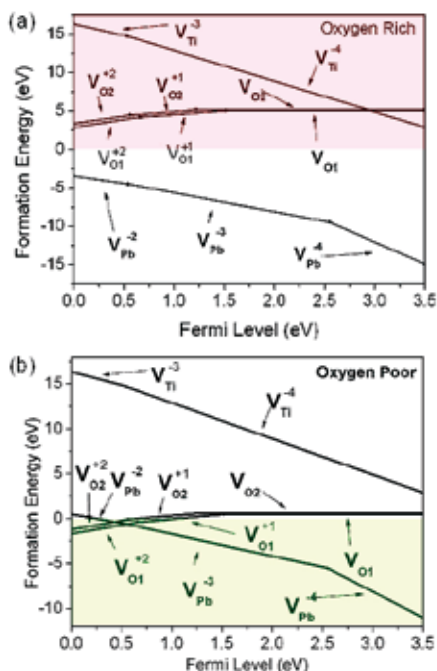 (a)
Oxygen Rich
V_Ti^-3
V_Ti^-4
V_O2^+2
V_O2^+1
V_O2
V_O1^+2
V_O1^+1
V_O1
V_Pb^-2
V_Pb^-3
V_Pb^-4
15
10
5
0
-5
-10
-15
Formation Energy (eV)
0.0 0.5 1.0 1.5 2.0 2.5 3.0 3.5
Fermi Level (eV)
(b)
Oxygen Poor
V_Ti^-3
V_Ti^-4
V_O2^+2
V_Pb^-2
V_O2^+1
V_O2
V_O1^+2
V_O1^+1
V_O1
V_Pb^-3
V_Pb^-4
15
10
5
0
-5
-10
Formation Energy (eV)
0.0 0.5 1.0 1.5 2.0 2.5 3.0 3.5
Fermi Level (eV)